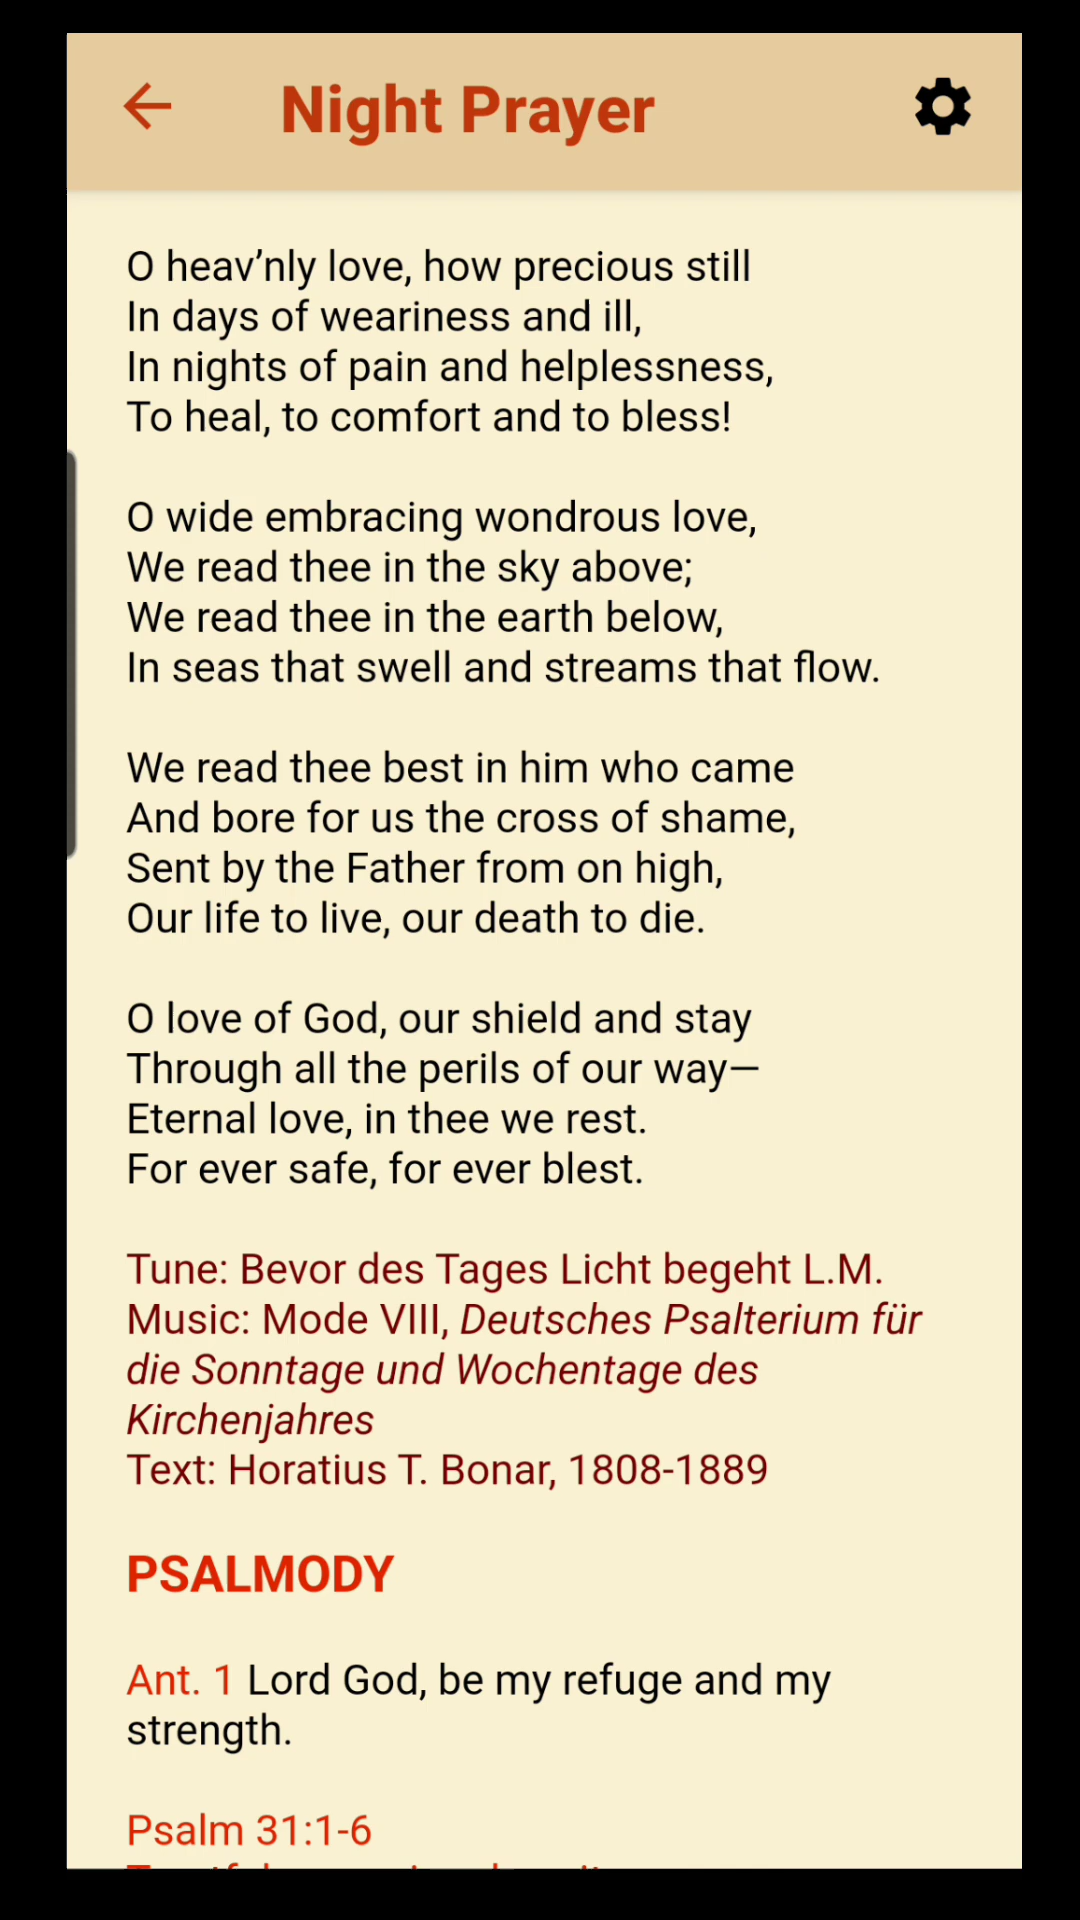 Night Prayer
O heav’nly love, how precious still
In days of weariness and ill,
In nights of pain and helplessness,
To heal, to comfort and to bless!
O wide embracing wondrous love,
We read thee in the sky above;
We read thee in the earth below,
In seas that swell and streams that flow.
We read thee best in him who came
And bore for us the cross of shame,
Sent by the Father from on high,
Our life to live, our death to die.
O love of God, our shield and stay
Through all the perils of our way—
Eternal love, in thee we rest.
For ever safe, for ever blest.
Tune: Bevor des Tages Licht begeht L.M.
Music: Mode VIII, Deutsches Psalterium für
die Sonntage und Wochentage des
Kirchenjahres
Text: Horatius T. Bonar, 1808-1889
PSALMODY
Ant. 1 Lord God, be my refuge and my
strength.
Psalm 31:1-6